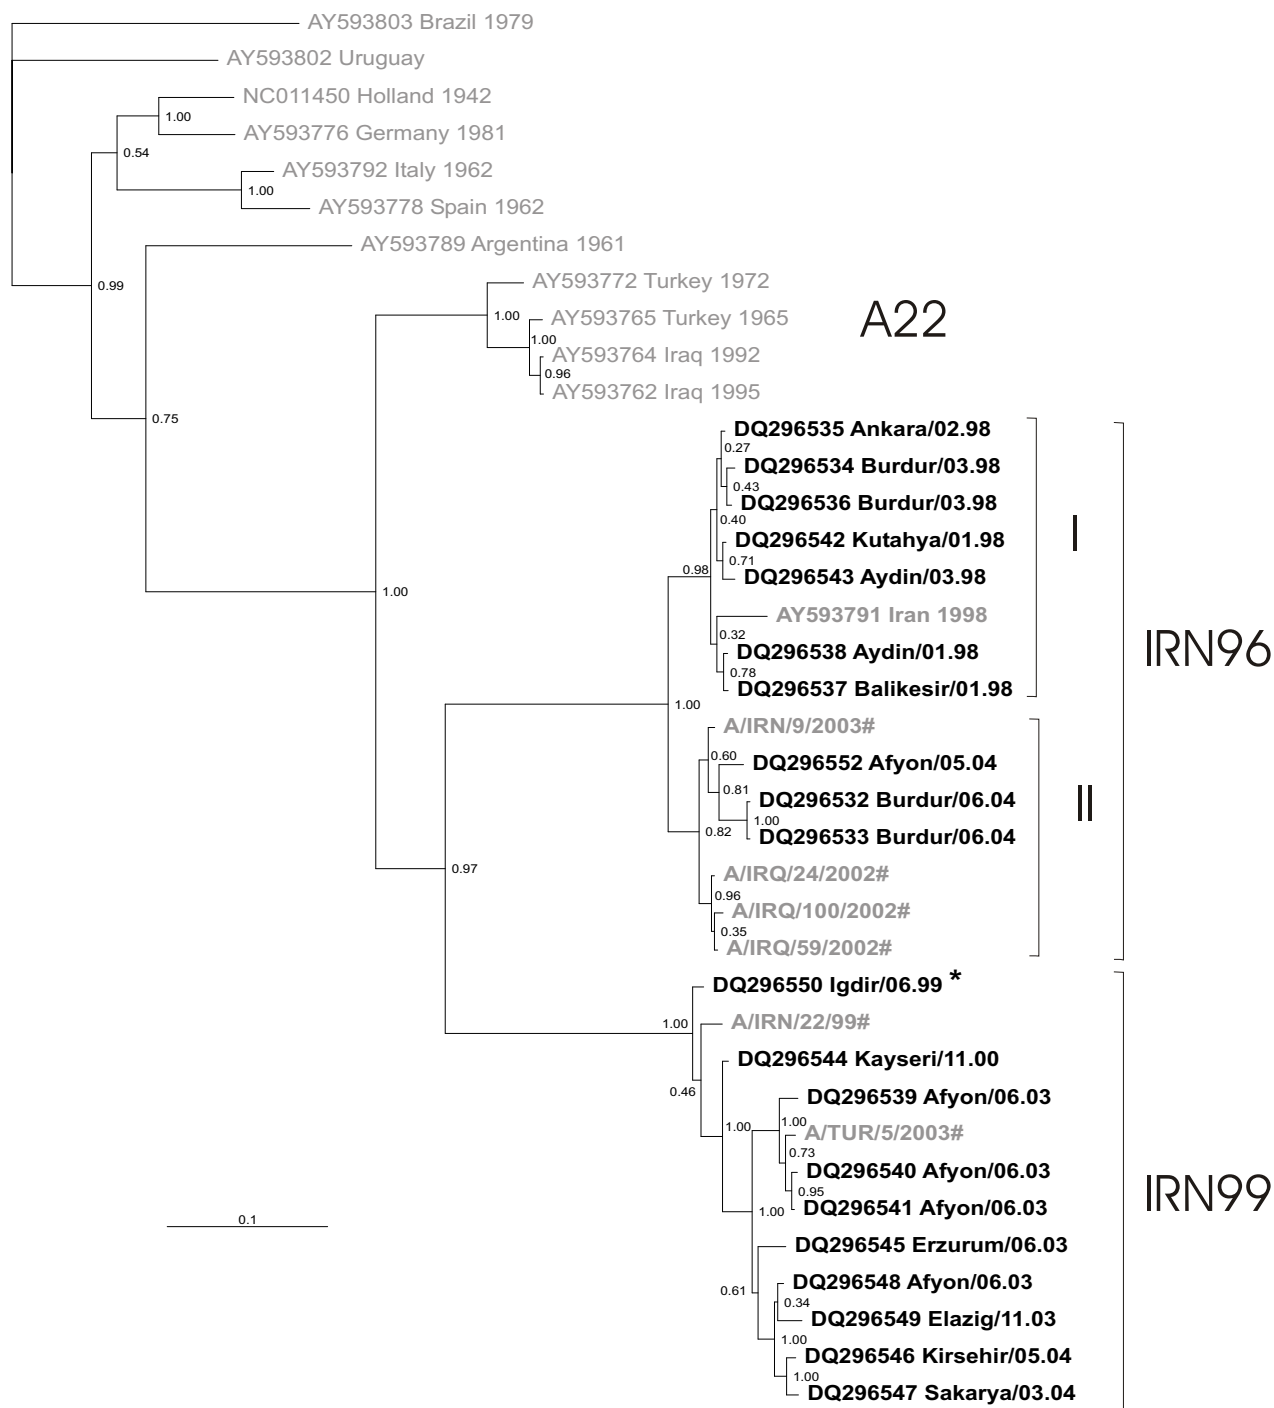 AY593803 Brazil 1979
AY593802 Uruguay
NC011450 Holland 1942
1.00
AY593776 Germany 1981
0.54
AY593792 Italy 1962
1.00
AY593778 Spain 1962
AY593789 Argentina 1961
0.99
AY593772 Turkey 1972
1.00
AY593765 Turkey 1965
A22
1.00
AY593764 Iraq 1992
0.96
AY593762 Iraq 1995
0.75
DQ296535 Ankara/02.98
0.27
DQ296534 Burdur/03.98
0.43
DQ296536 Burdur/03.98
0.40
I
DQ296542 Kutahya/01.98
0.71
0.98
DQ296543 Aydin/03.98
1.00
AY593791 Iran 1998
0.32
IRN96
DQ296538 Aydin/01.98
0.78
DQ296537 Balikesir/01.98
1.00
A/IRN/9/2003#
0.60
DQ296552 Afyon/05.04
0.81
DQ296532 Burdur/06.04
II
1.00
0.82
DQ296533 Burdur/06.04
0.97
A/IRQ/24/2002#
0.96
A/IRQ/100/2002#
0.35
A/IRQ/59/2002#
DQ296550 Igdir/06.99 *
1.00
A/IRN/22/99#
DQ296544 Kayseri/11.00
0.46
DQ296539 Afyon/06.03
1.00
1.00
A/TUR/5/2003#
0.73
DQ296540 Afyon/06.03
0.95
IRN99
DQ296541 Afyon/06.03
1.00
0.1
DQ296545 Erzurum/06.03
DQ296548 Afyon/06.03
0.61
0.34
DQ296549 Elazig/11.03
1.00
DQ296546 Kirsehir/05.04
1.00
DQ296547 Sakarya/03.04